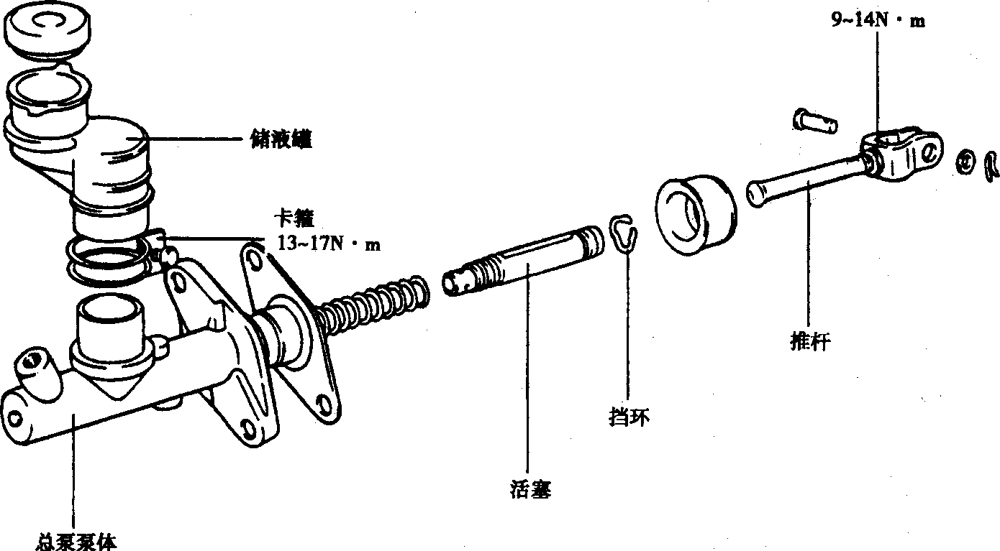 9~14N·m
储液罐
卡箍
13~17N·m
推杆
挡环
活塞
总泵泵体